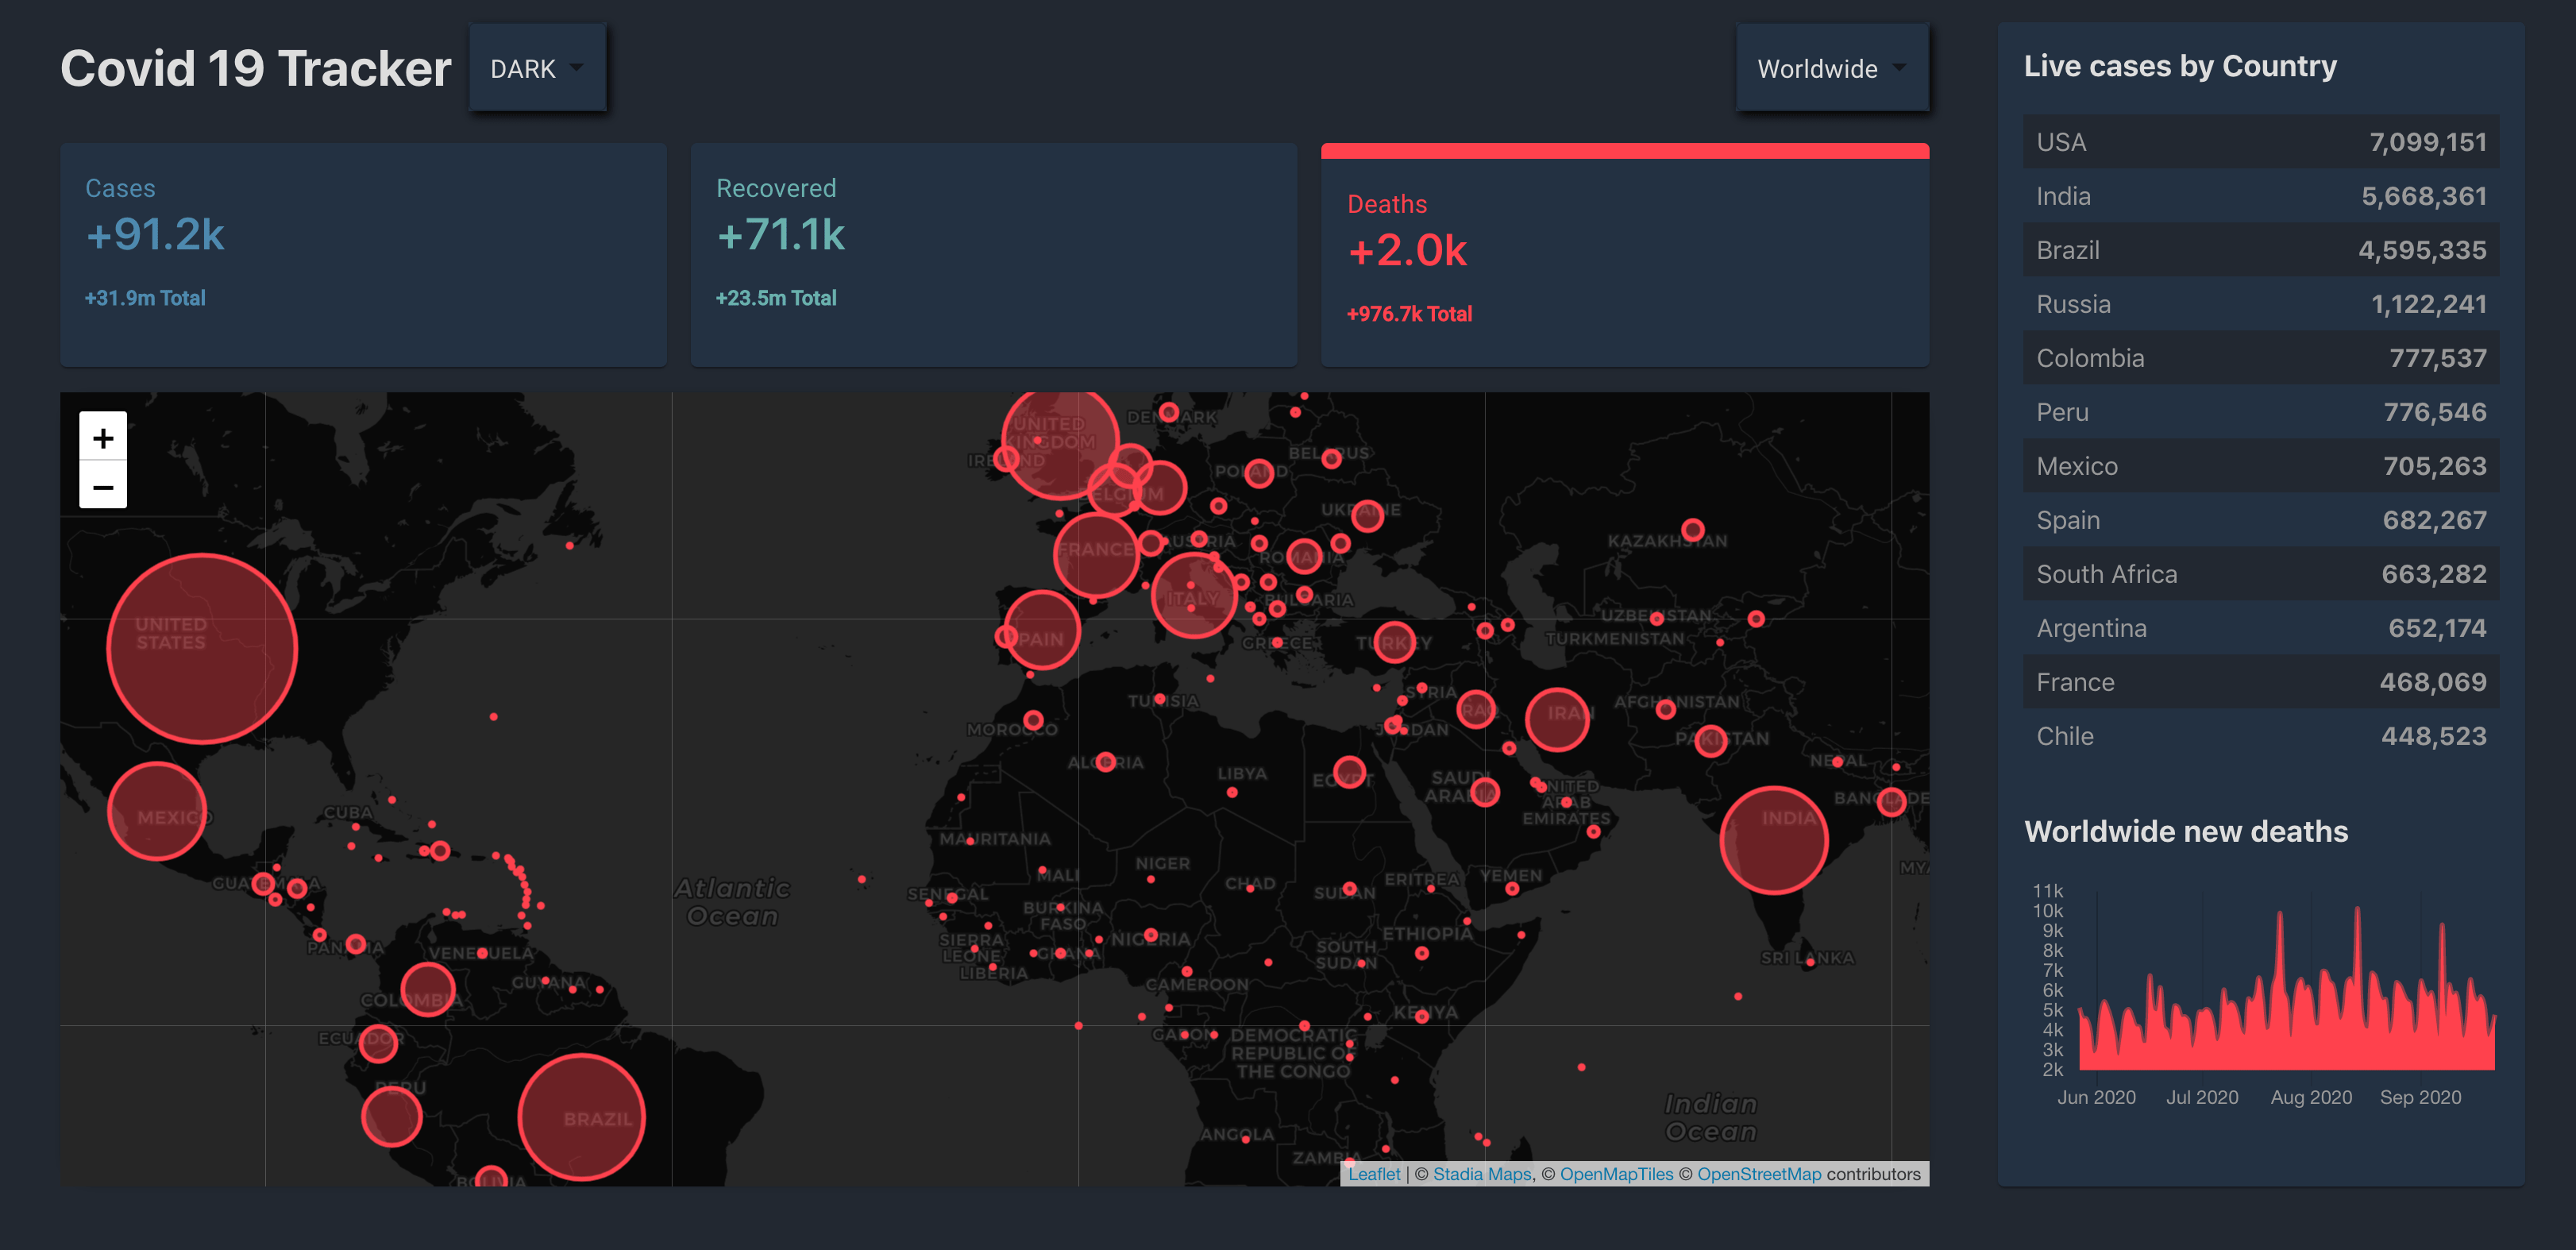 Covid 19 Tracker
DARK
Worldwide
Cases
+91.2k
+31.9m Total
Recovered
+71.1k
+23.5m Total
Deaths
+2.0k
+976.7k Total
+
−
UNITED
KINGDOM
IRELAND
DENMARK
BELARUS
POLAND
BELGIUM
UKRAINE
FRANCE
AUSTRIA
ROMANIA
KAZAKHSTAN
ITALY
BULGARIA
UZBEKISTAN
UNITED
STATES
SPAIN
GREECE
TURKEY
TURKMENISTAN
TUNISIA
SYRIA
AFGHANISTAN
MOROCCO
JORDAN
IRAQ
IRAN
PAKISTAN
ALGERIA
LIBYA
EGYPT
SAUDI
ARABIA
NEPAL
UNITED
ARAB
EMIRATES
MEXICO
CUBA
INDIA
BANGLADE
MAURITANIA
MALI
NIGER
CHAD
SUDAN
ERITREA
YEMEN
MYA
GUATEMALA
Atlantic
Ocean
SENEGAL
BURKINA
FASO
SIERRA
LEONE
LIBERIA
GHANA
NIGERIA
SOUTH
SUDAN
ETHIOPIA
SRI LANKA
PANAMA
VENEZUELA
GUYANA
CAMEROON
COLOMBIA
ECUADOR
GABON
DEMOCRATIC
REPUBLIC OF
THE CONGO
KENYA
PERU
BRAZIL
Indian
Ocean
ANGOLA
ZAMBIA
BOLIVIA
Leaflet | © Stadia Maps, © OpenMapTiles © OpenStreetMap contributors
Live cases by Country
USA 7,099,151
India 5,668,361
Brazil 4,595,335
Russia 1,122,241
Colombia 777,537
Peru 776,546
Mexico 705,263
Spain 682,267
South Africa 663,282
Argentina 652,174
France 468,069
Chile 448,523
Worldwide new deaths
11k
10k
9k
8k
7k
6k
5k
4k
3k
2k
Jun 2020 Jul 2020 Aug 2020 Sep 2020